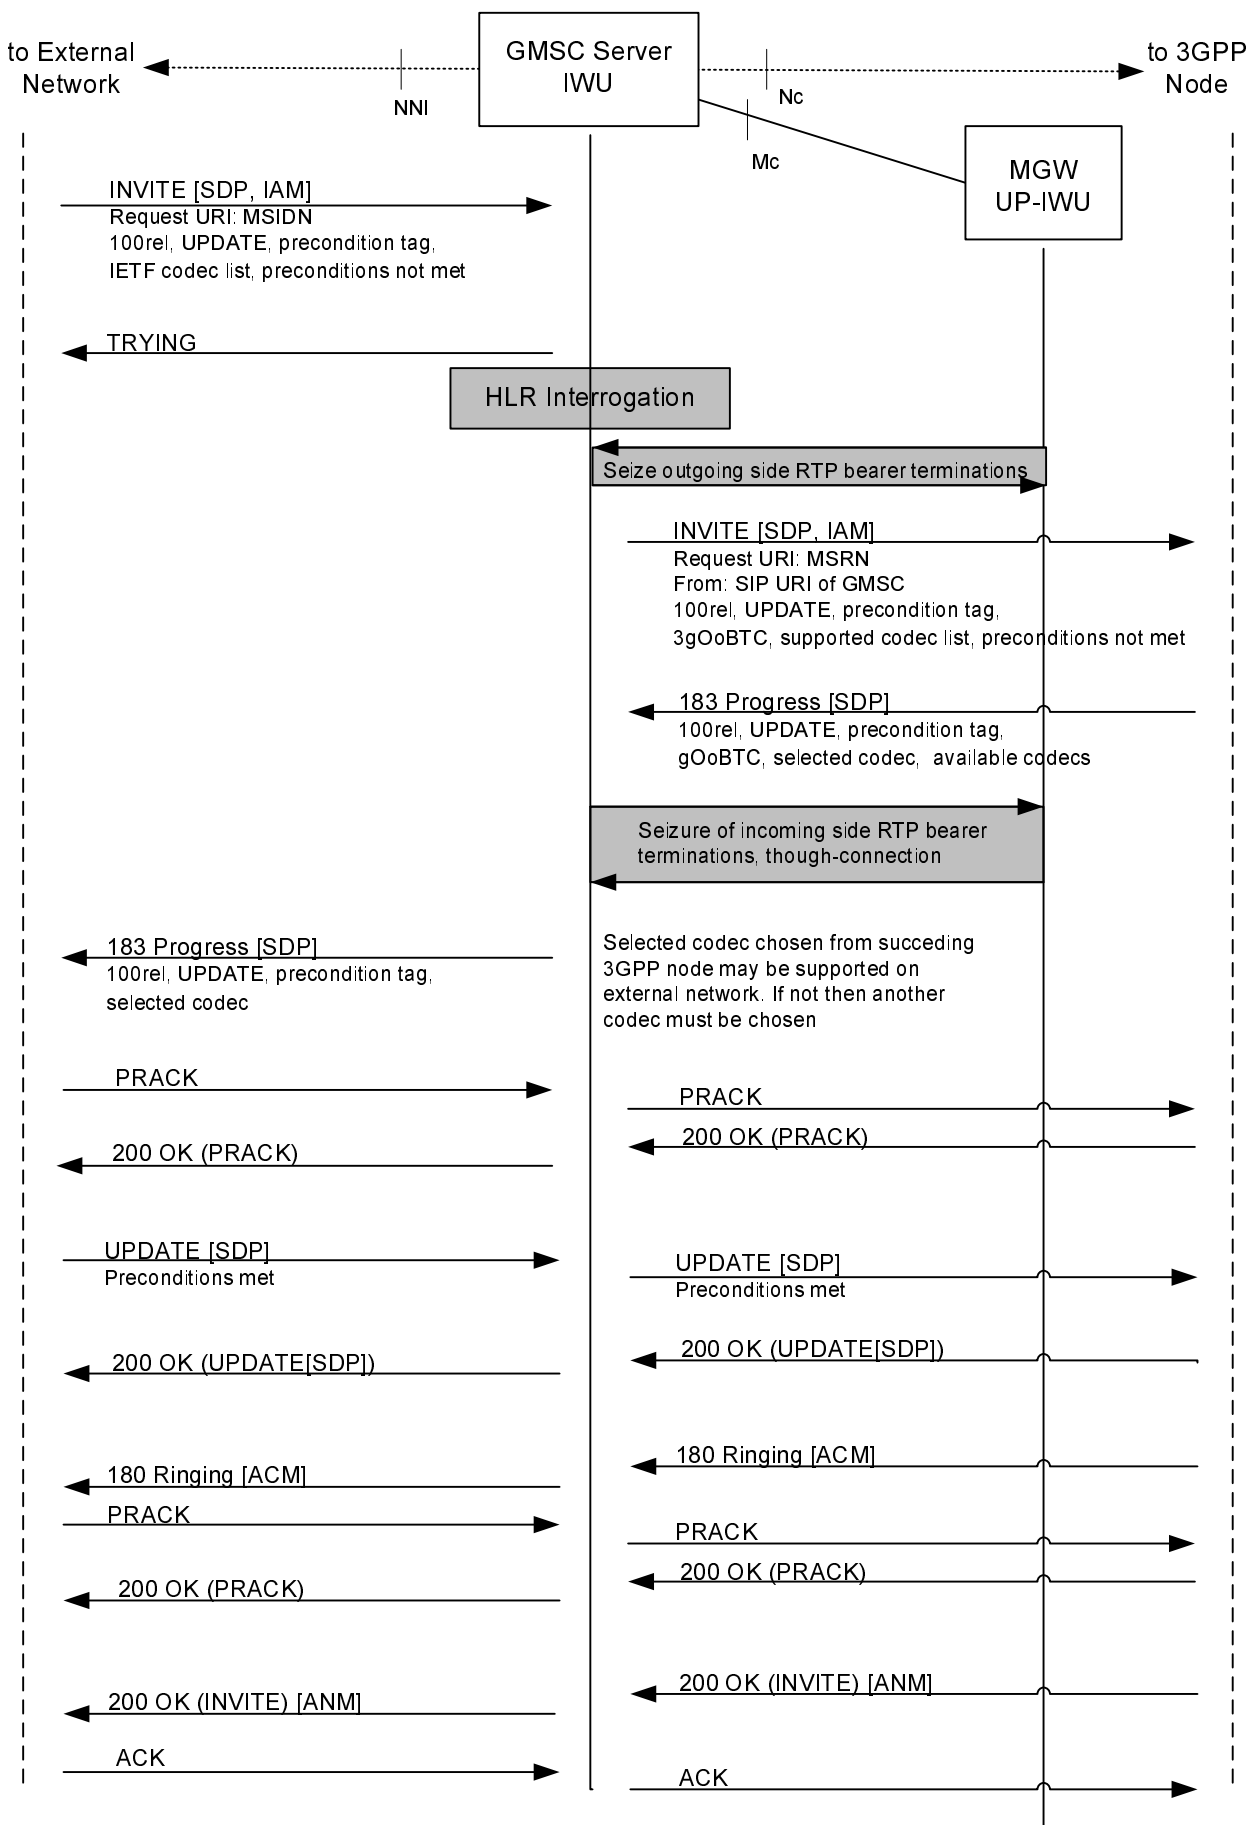 to External
Network
GMSC Server
IWU
to 3GPP
Node
NNI
Nc
Mc
MGW
UP-IWU
INVITE [SDP, IAM]
Request URI: MSIDN
100rel, UPDATE, precondition tag,
IETF codec list, preconditions not met
TRYING
HLR Interrogation
Seize outgoing side RTP bearer terminations
INVITE [SDP, IAM]
Request URI: MSRN
From: SIP URI of GMSC
100rel, UPDATE, precondition tag,
3gOoBTC, supported codec list, preconditions not met
183 Progress [SDP]
100rel, UPDATE, precondition tag,
gOoBTC, selected codec, available codecs
Seizure of incoming side RTP bearer
terminations, though-connection
183 Progress [SDP]
100rel, UPDATE, precondition tag,
selected codec
Selected codec chosen from succeding
3GPP node may be supported on
external network. If not then another
codec must be chosen
PRACK
PRACK
200 OK (PRACK)
200 OK (PRACK)
UPDATE [SDP]
Preconditions met
UPDATE [SDP]
Preconditions met
200 OK (UPDATE[SDP])
200 OK (UPDATE[SDP])
180 Ringing [ACM]
180 Ringing [ACM]
PRACK
PRACK
200 OK (PRACK)
200 OK (PRACK)
200 OK (INVITE) [ANM]
200 OK (INVITE) [ANM]
ACK
ACK